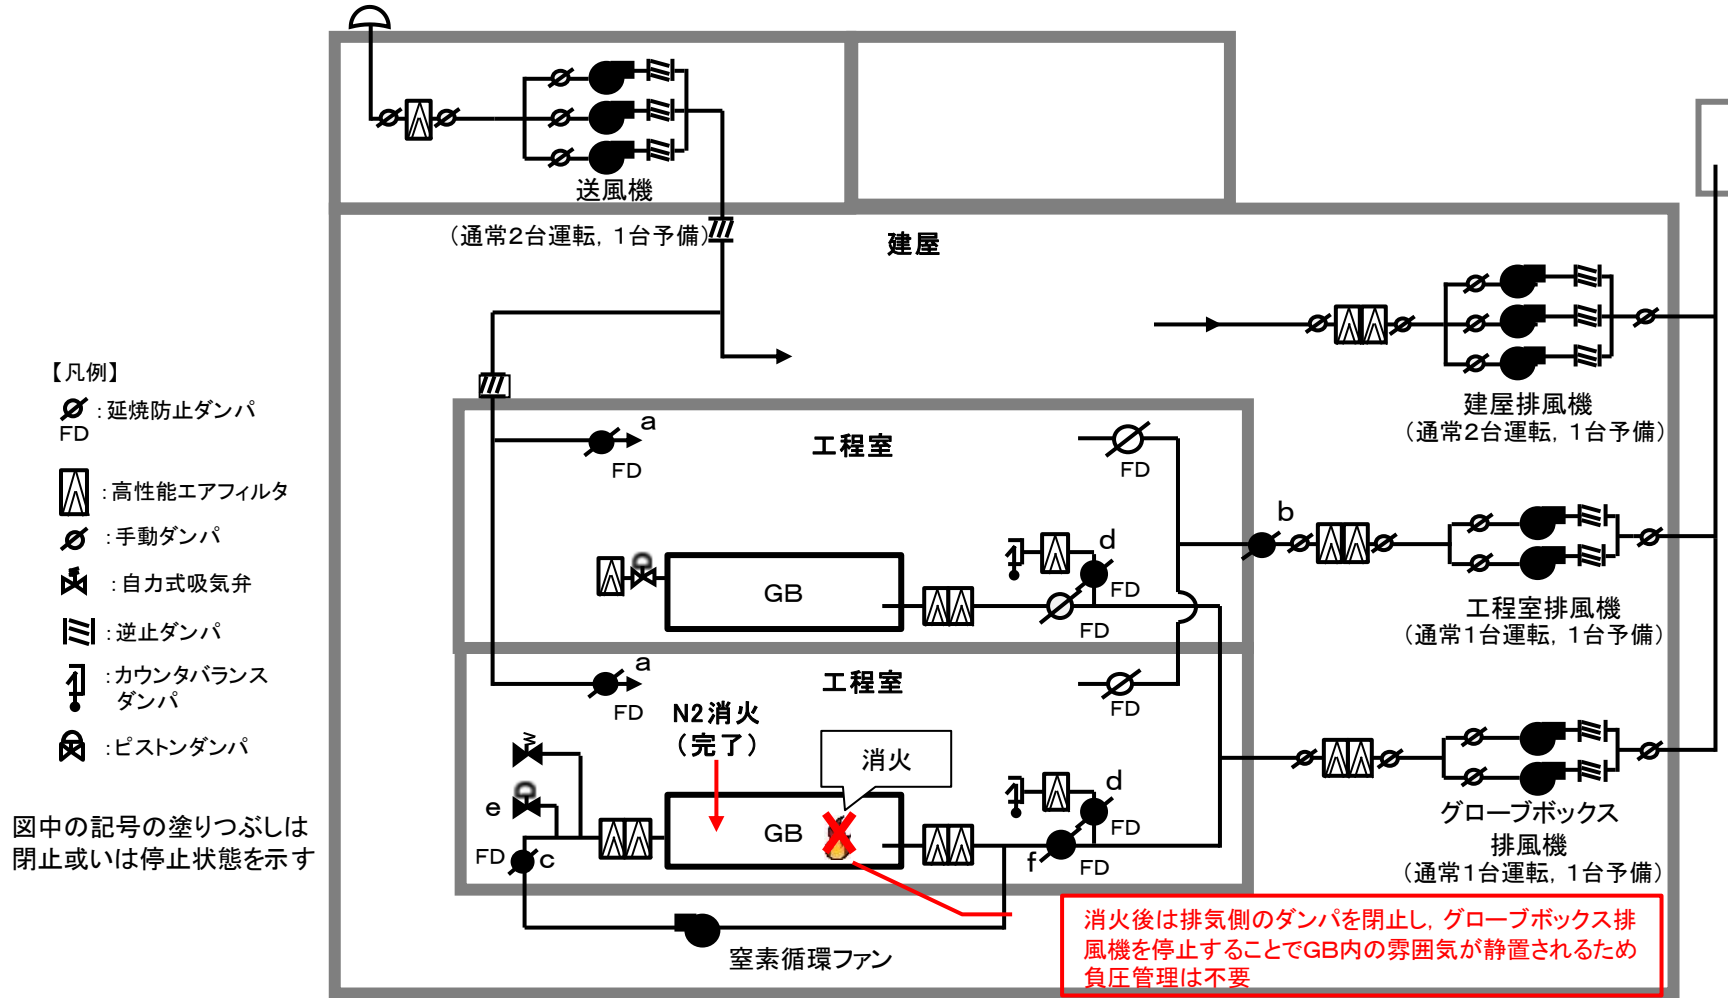 送風機
（通常2台運転，1台予備）
建屋
【凡例】
：延焼防止ダンパ
FD
：高性能エアフィルタ
：手動ダンパ
：自力式吸気弁
：逆止ダンパ
：カウンタバランス
ダンパ
：ピストンダンパ
図中の記号の塗りつぶしは
閉止或いは停止状態を示す
建屋排風機
（通常2台運転，1台予備）
a
FD
工程室
FD
b
d
FD
GB
FD
工程室排風機
（通常1台運転，1台予備）
a
FD
工程室
FD
N2消火
（完了）
消火
e
FD
c
GB
d
FD
f
FD
グローブボックス
排風機
（通常1台運転，1台予備）
窒素循環ファン
消火後は排気側のダンパを閉止し，グローブボックス排
風機を停止することでGB内の雰囲気が静置されるため
負圧管理は不要